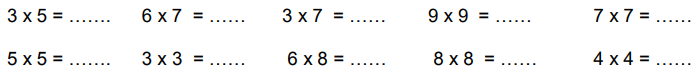 3 x 5 = ....... 6 x 7 = ...... 3 x 7 = ...... 9 x 9 = ...... 7 x 7 = ......
5 x 5 = ....... 3 x 3 = ...... 6 x 8 = ...... 8 x 8 = ...... 4 x 4 = ......